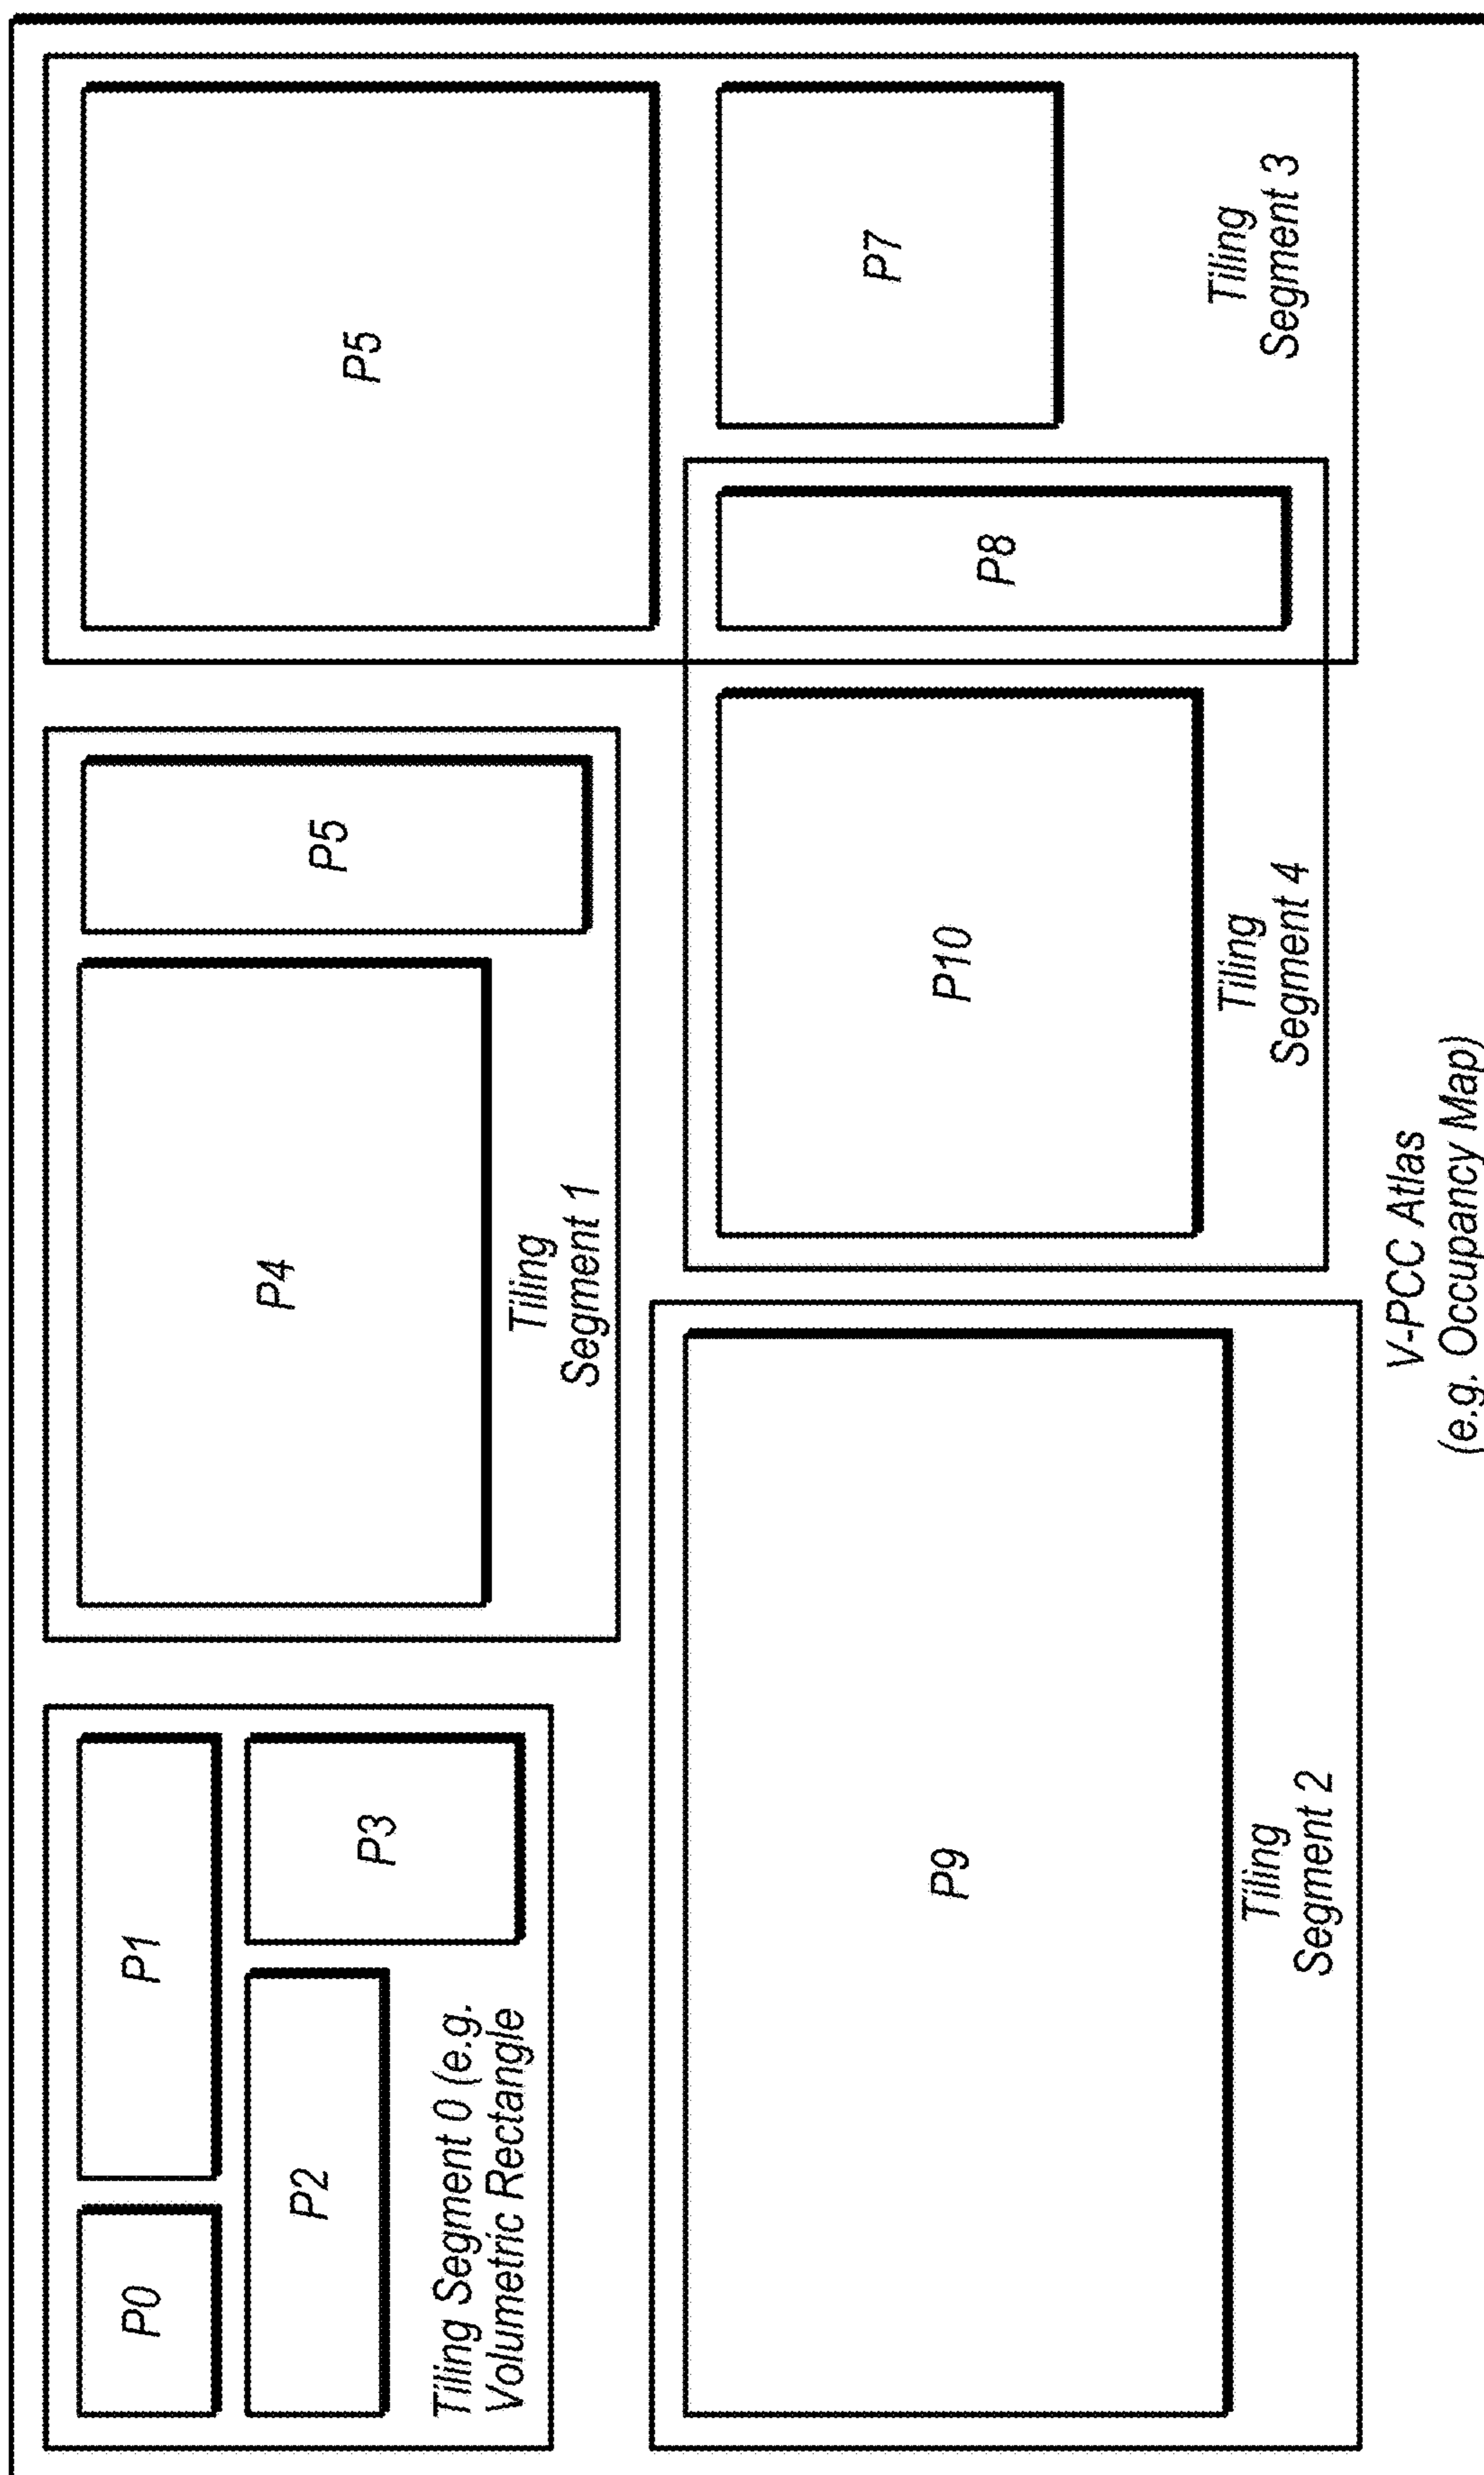 P0
P1
P2
P3
Tiling Segment 0 (e.g.
Volumetric Rectangle
P4
P5
Tiling
Segment 1
P5
P7
P8
Tiling
Segment 3
P9
Tiling
Segment 2
P10
Tiling
Segment 4
V-PCC Atlas
(e.g. Occupancy Map)